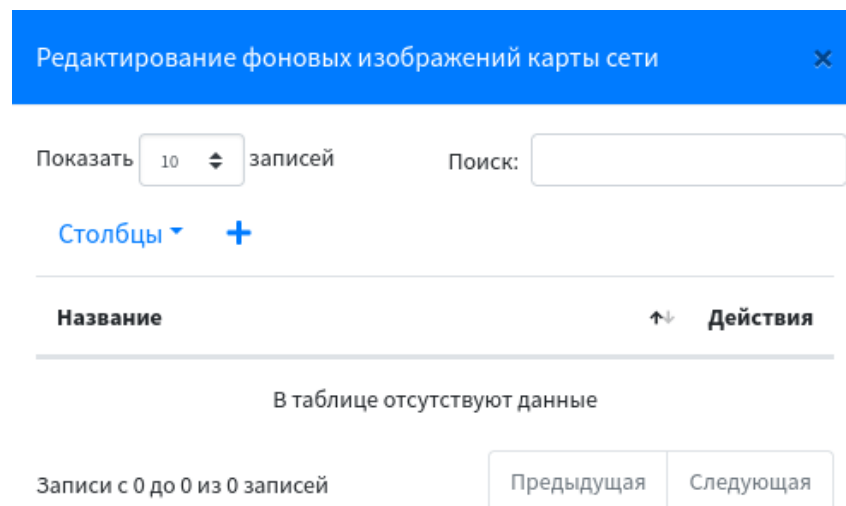 Редактирование фоновых изображений карты сети ×
Показать 10 записей Поиск:
Столбцы +
Название Действия
В таблице отсутствуют данные
Записи с 0 до 0 из 0 записей Предыдущая Следующая